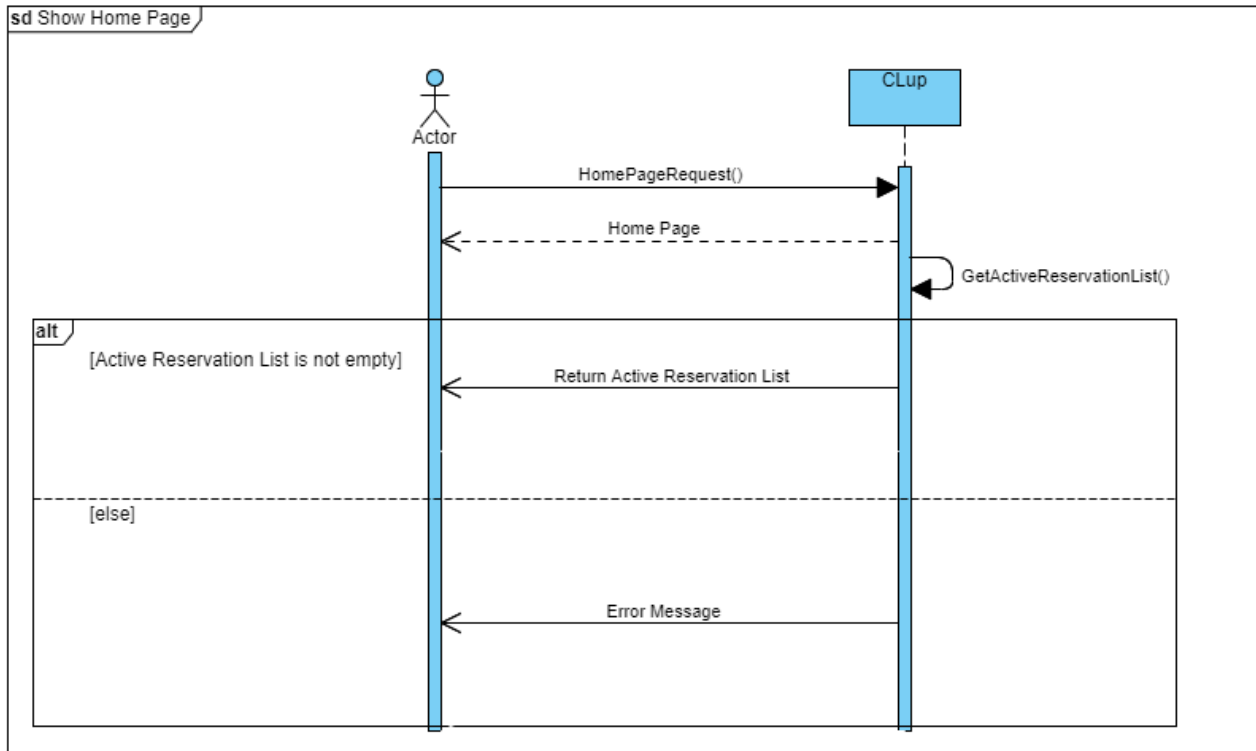 sd Show Home Page
CLup
Actor
HomePageRequest()
Home Page
GetActiveReservationList()
alt
[Active Reservation List is not empty]
Return Active Reservation List
[else]
Error Message